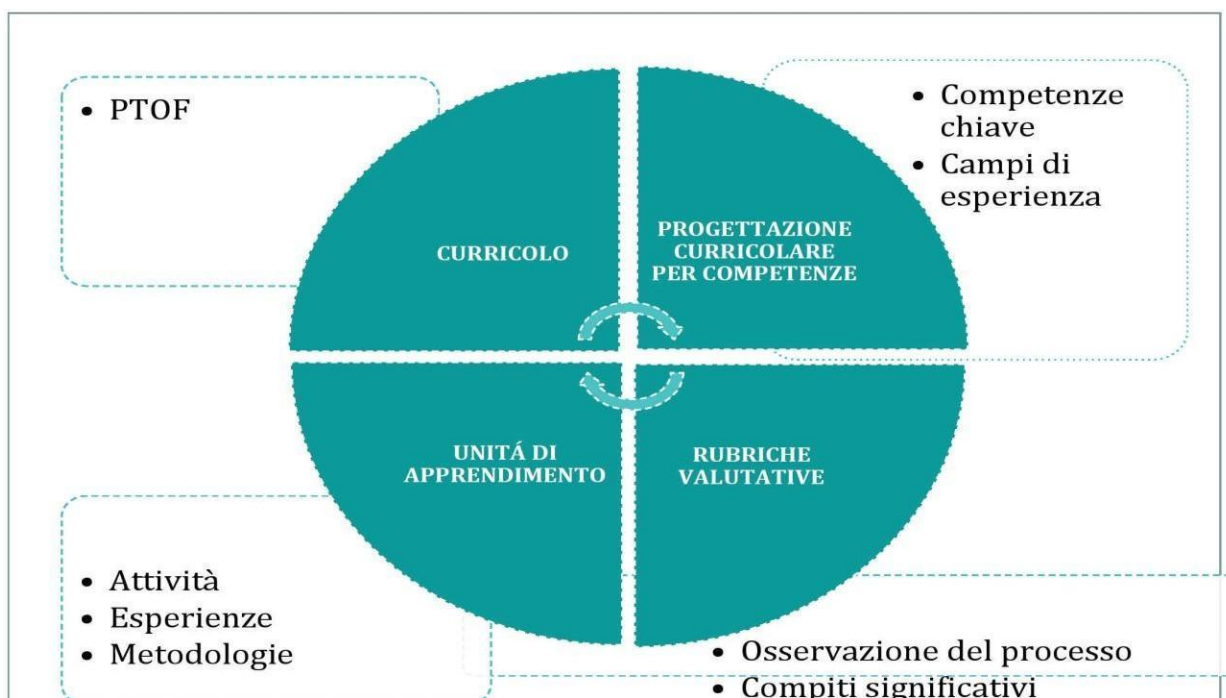 • PTOF
• Competenze
chiave
• Campi di
esperienza
CURRICOLO
PROGETTAZIONE
CURRICOLARE
PER COMPETENZE
UNITÁ DI
APPRENDIMENTO
RUBRICHE
VALUTATIVE
• Attività
• Esperienze
• Metodologie
• Osservazione del processo
• Compiti significativi